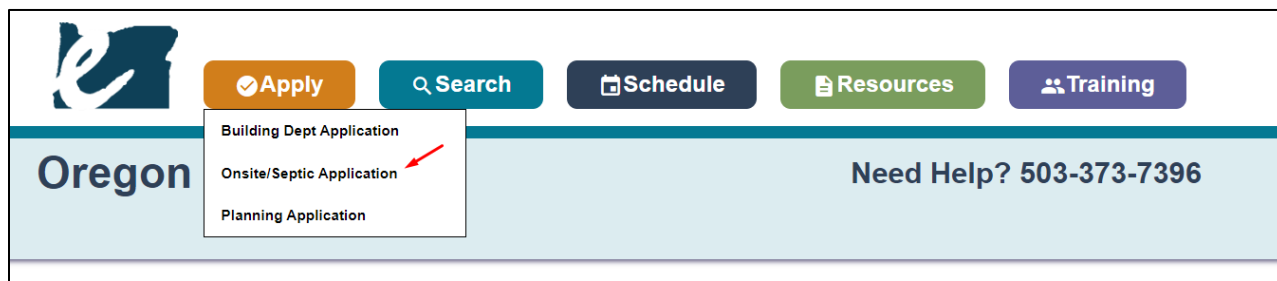 Apply
Search
Schedule
Resources
Training
Building Dept Application
Onsite/Septic Application
Planning Application
Oregon
Need Help? 503-373-7396